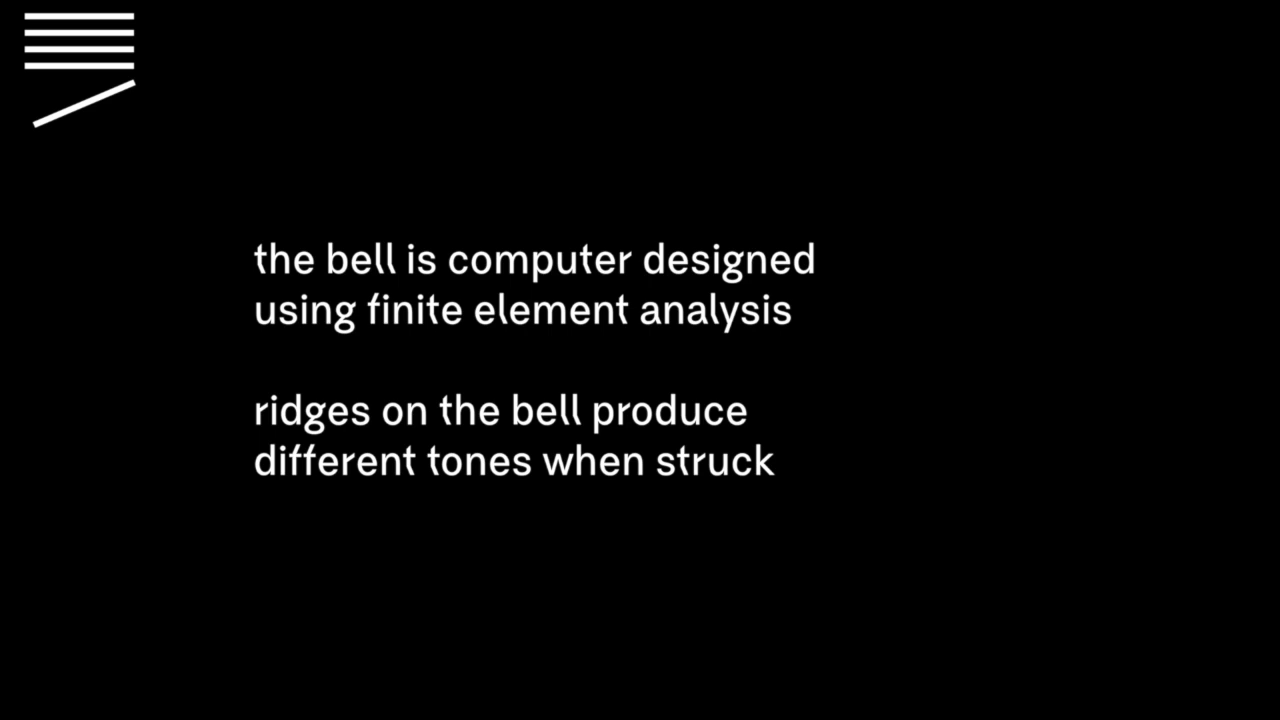 the bell is computer designed
using finite element analysis
ridges on the bell produce
different tones when struck